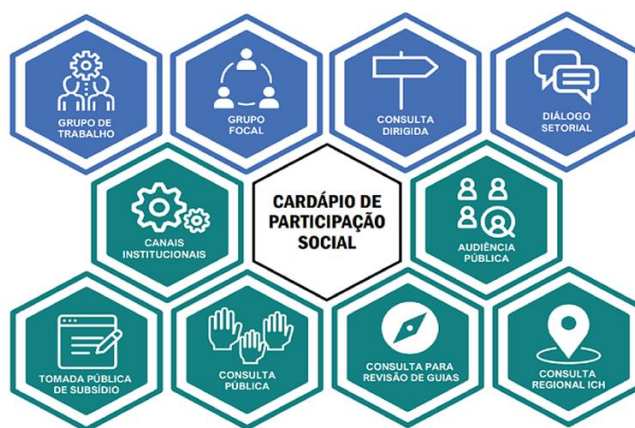 GRUPO DE
TRABALHO
GRUPO
FOCAL
CONSULTA
DIRIGIDA
DIÁLOGO
SETORIAL
CANAIS
INSTITUCIONAIS
CARDÁPIO DE
PARTICIPAÇÃO
SOCIAL
AUDIÊNCIA
PÚBLICA
TOMADA PÚBLICA
DE SUBSÍDIO
CONSULTA
PÚBLICA
CONSULTA PARA
REVISÃO DE GUIAS
CONSULTA
REGIONAL ICH